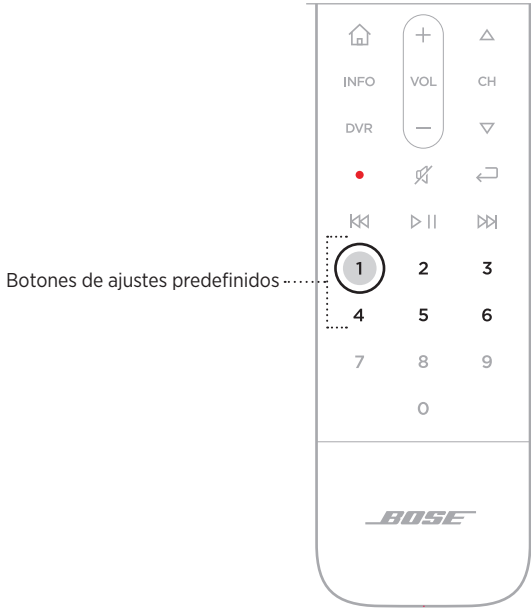 INFO VOL CH
DVR
Botones de ajustes predefinidos
1 2 3
4 5 6
7 8 9
0
BOSE